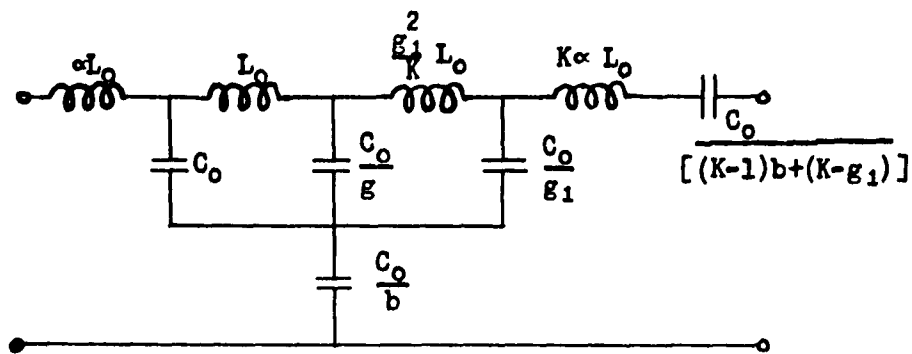 αL₀
L₀
g₁²/K L₀
Kα L₀
C₀
C₀/g
C₀/g₁
C₀/[(K-1)b+(K-g₁)]
C₀/b